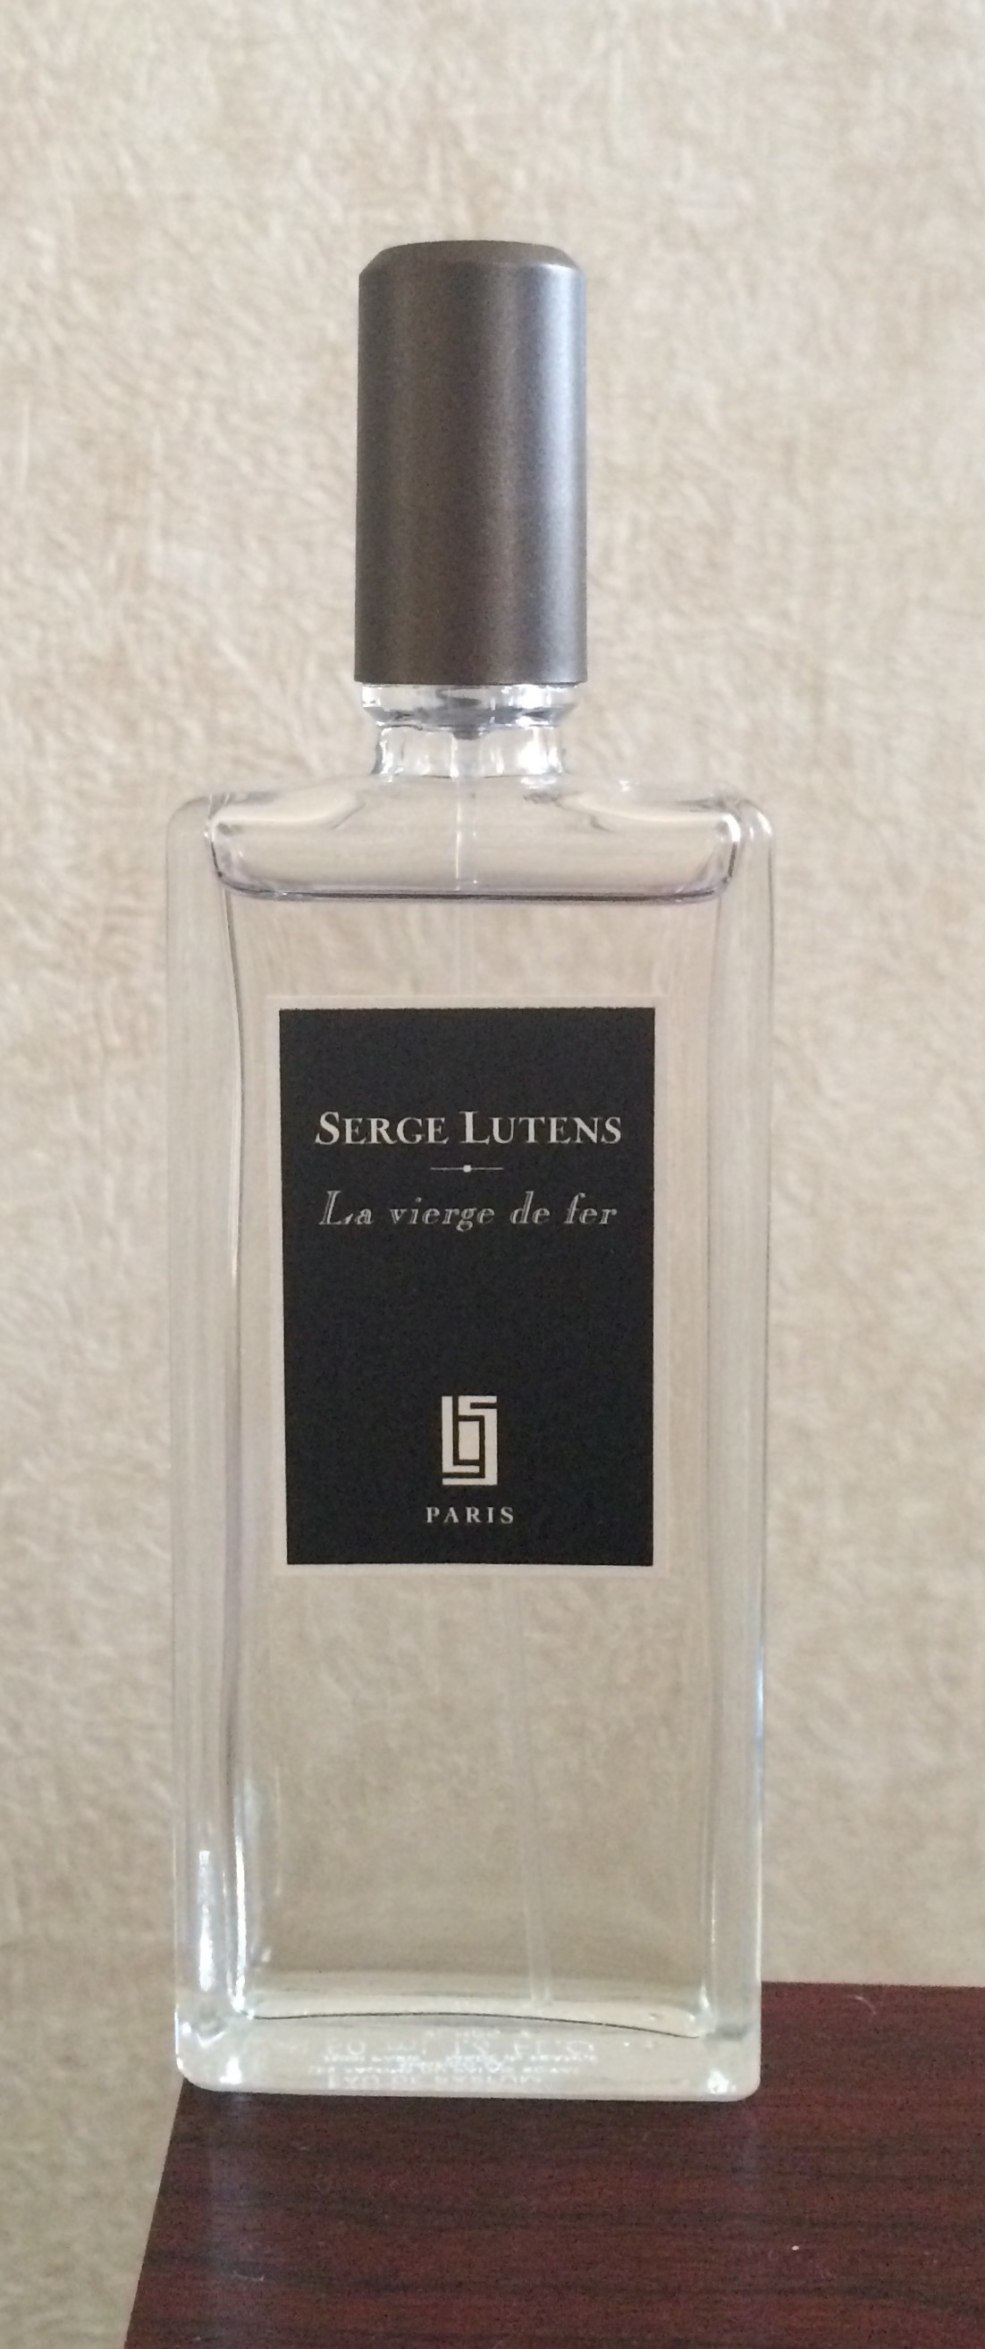 SERGE LUTENS
La vierge de fer
PARIS